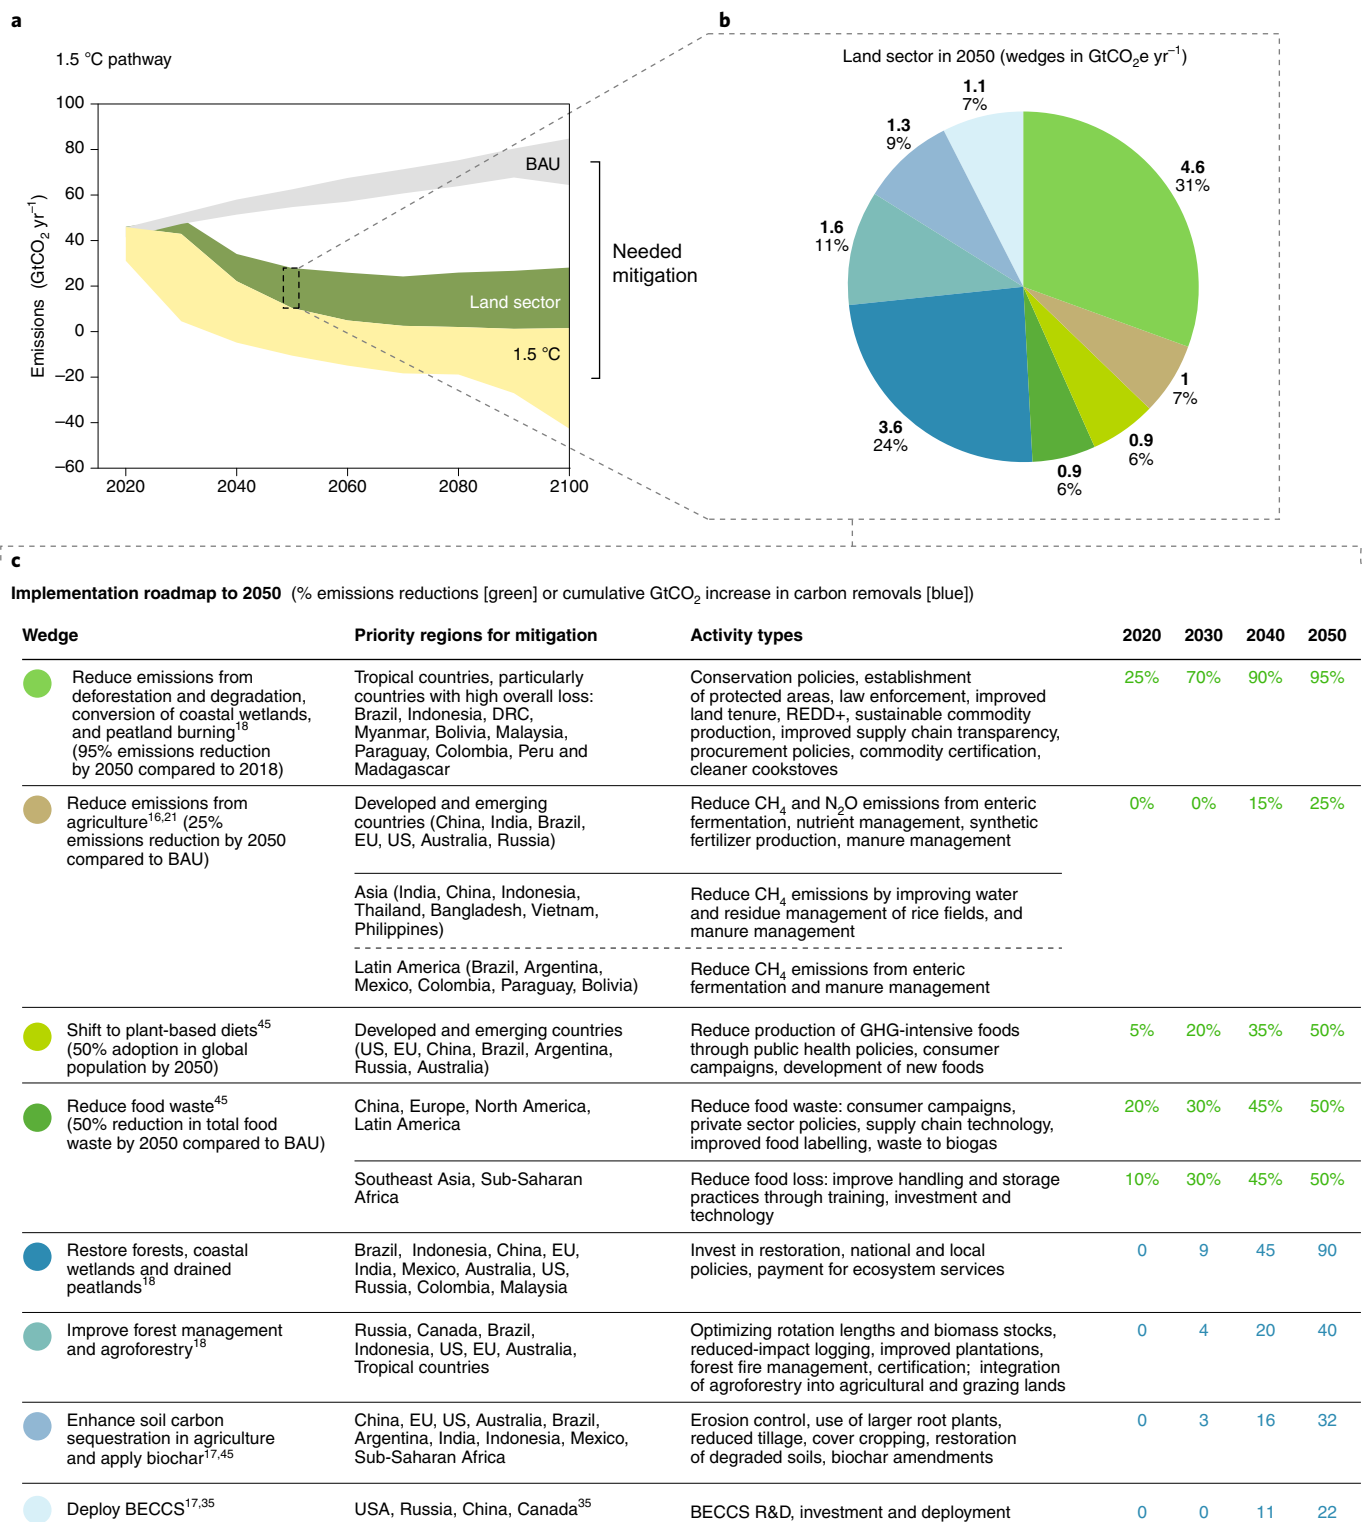 a
1.5 °C pathway
Emissions (GtCO2 yr–1)
100
80
60
40
20
0
–20
–40
–60
2020
2040
2060
2080
2100
BAU
Land sector
1.5 °C
Needed
mitigation
b
Land sector in 2050 (wedges in GtCO2e yr–1)
1.1
7%
1.3
9%
1.6
11%
3.6
24%
4.6
31%
1
7%
0.9
6%
0.9
6%
c
Implementation roadmap to 2050 (% emissions reductions [green] or cumulative GtCO2 increase in carbon removals [blue])
Wedge
Priority regions for mitigation
Activity types
2020 2030 2040 2050
Reduce emissions from
deforestation and degradation,
conversion of coastal wetlands,
and peatland burning18
(95% emissions reduction
by 2050 compared to 2018)
Tropical countries, particularly
countries with high overall loss:
Brazil, Indonesia, DRC,
Myanmar, Bolivia, Malaysia,
Paraguay, Colombia, Peru and
Madagascar
Conservation policies, establishment
of protected areas, law enforcement, improved
land tenure, REDD+, sustainable commodity
production, improved supply chain transparency,
procurement policies, commodity certification,
cleaner cookstoves
25% 70% 90% 95%
Reduce emissions from
agriculture16,21 (25%
emissions reduction by 2050
compared to BAU)
Developed and emerging
countries (China, India, Brazil,
EU, US, Australia, Russia)
Reduce CH4 and N2O emissions from enteric
fermentation, nutrient management, synthetic
fertilizer production, manure management
0% 0% 15% 25%
Asia (India, China, Indonesia,
Thailand, Bangladesh, Vietnam,
Philippines)
Reduce CH4 emissions by improving water
and residue management of rice fields, and
manure management
Latin America (Brazil, Argentina,
Mexico, Colombia, Paraguay, Bolivia)
Reduce CH4 emissions from enteric
fermentation and manure management
Shift to plant-based diets45
(50% adoption in global
population by 2050)
Developed and emerging countries
(US, EU, China, Brazil, Argentina,
Russia, Australia)
Reduce production of GHG-intensive foods
through public health policies, consumer
campaigns, development of new foods
5% 20% 35% 50%
Reduce food waste45
(50% reduction in total food
waste by 2050 compared to BAU)
China, Europe, North America,
Latin America
Reduce food waste: consumer campaigns,
private sector policies, supply chain technology,
improved food labelling, waste to biogas
20% 30% 45% 50%
Southeast Asia, Sub-Saharan
Africa
Reduce food loss: improve handling and storage
practices through training, investment and
technology
10% 30% 45% 50%
Restore forests, coastal
wetlands and drained
peatlands18
Brazil, Indonesia, China, EU,
India, Mexico, Australia, US,
Russia, Colombia, Malaysia
Invest in restoration, national and local
policies, payment for ecosystem services
0 9 45 90
Improve forest management
and agroforestry18
Russia, Canada, Brazil,
Indonesia, US, EU, Australia,
Tropical countries
Optimizing rotation lengths and biomass stocks,
reduced-impact logging, improved plantations,
forest fire management, certification; integration
of agroforestry into agricultural and grazing lands
0 4 20 40
Enhance soil carbon
sequestration in agriculture
and apply biochar17,45
China, EU, US, Australia, Brazil,
Argentina, India, Indonesia, Mexico,
Sub-Saharan Africa
Erosion control, use of larger root plants,
reduced tillage, cover cropping, restoration
of degraded soils, biochar amendments
0 3 16 32
Deploy BECCS17,35
USA, Russia, China, Canada35
BECCS R&D, investment and deployment
0 0 11 22